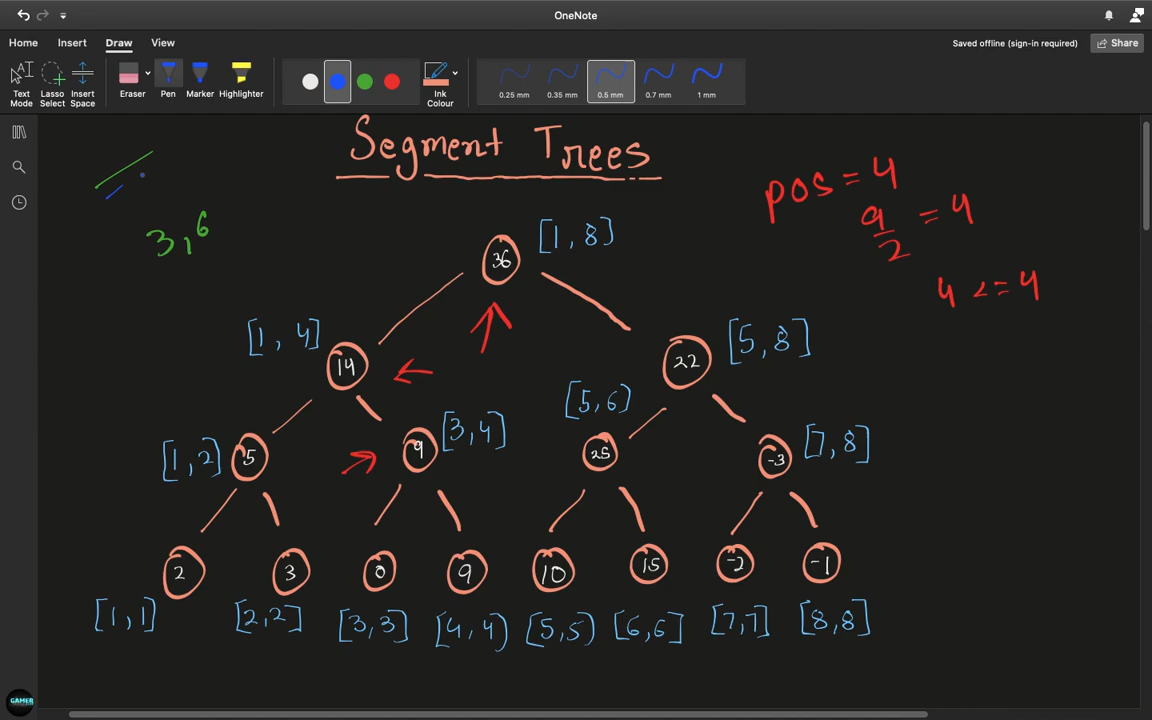 OneNote
Home Insert Draw View
Saved offline (sign-in required) Share
Text Mode
Lasso Select
Insert Space
Eraser
Pen
Marker
Highlighter
Ink Colour
0.25 mm
0.35 mm
0.5 mm
0.7 mm
1 mm
Segment Trees
pos = 4
9/2 = 4
4 <= 4
3,6
36 [1, 8]
[1, 4] 14
22 [5, 8]
[1, 2] 5
9 [3, 4]
[5, 6] 25
-3 [7, 8]
2 3 0 9 10 15 -2 -1
[1, 1] [2, 2] [3, 3] [4, 4) [5, 5) [6, 6] [7, 7] [8, 8]
GAMER